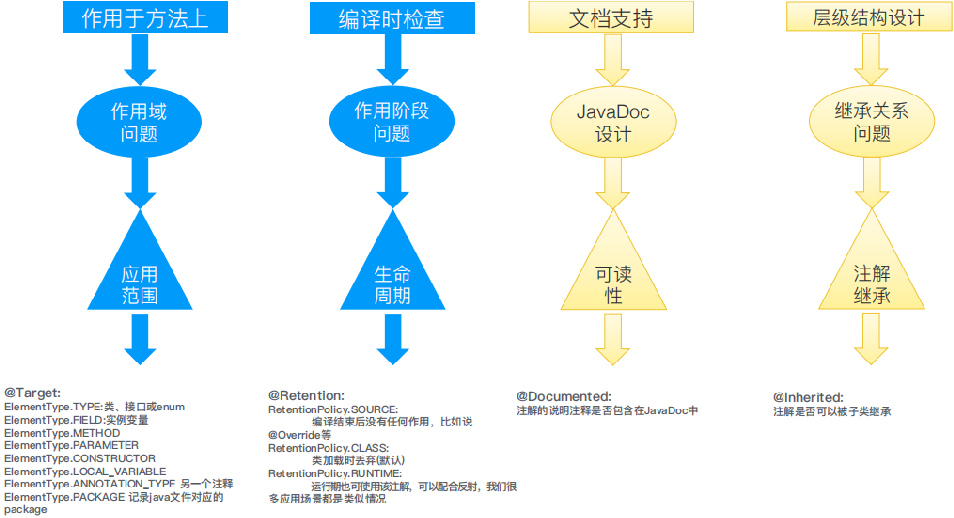 作用于方法上
作用域
问题
应用
范围
@Target:
ElementType.TYPE:类、接口或enum
ElementType.FIELD:实例变量
ElementType.METHOD
ElementType.PARAMETER
ElementType.CONSTRUCTOR
ElementType.LOCAL_VARIABLE
ElementType.ANNOTATION_TYPE 另一个注释
ElementType.PACKAGE 记录java文件对应的
package
编译时检查
作用阶段
问题
生命
周期
@Retention:
RetentionPolicy.SOURCE:
编译结束后没有任何作用，比如说
@Override等
RetentionPolicy.CLASS:
类加载时丢弃(默认)
RetentionPolicy.RUNTIME:
运行期也可使用该注解，可以配合反射，我们很
多应用场景都是类似情况
文档支持
JavaDoc
设计
可读
性
@Documented:
注解的说明注释是否包含在JavaDoc中
层级结构设计
继承关系
问题
注解
继承
@Inherited:
注解是否可以被子类继承